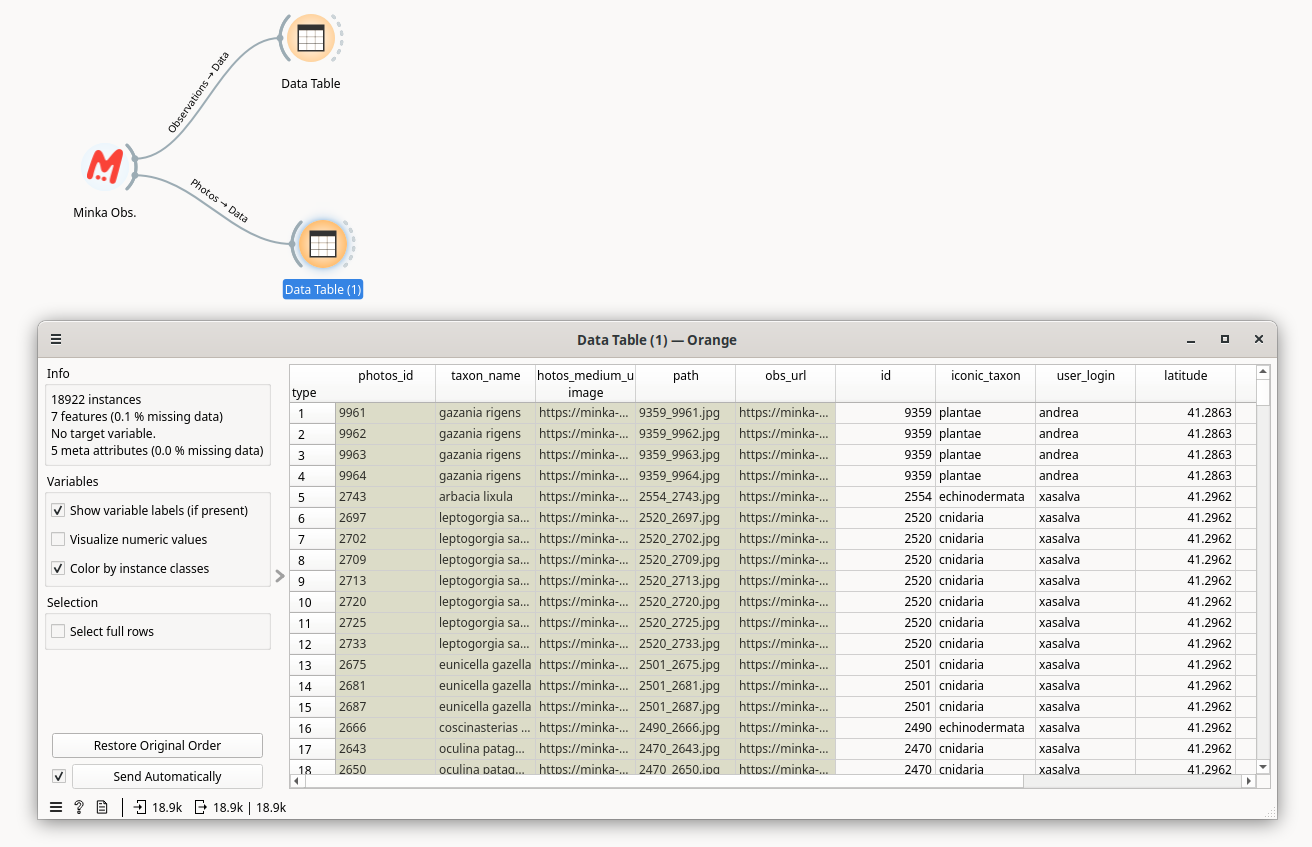 Data Table
Observations → Data
Minka Obs.
Photos → Data
Data Table (1)
Data Table (1) — Orange
Info
18922 instances
7 features (0.1 % missing data)
No target variable.
5 meta attributes (0.0 % missing data)
Variables
Show variable labels (if present)
Visualize numeric values
Color by instance classes
Selection
Select full rows
Restore Original Order
Send Automatically
18.9k 18.9k | 18.9k
photos_id taxon_name hotos_medium_u path obs_url id iconic_taxon user_login latitude
type image
1 9961 gazania rigens https://minka-... 9359_9961.jpg https://minka-... 9359 plantae andrea 41.2863
2 9962 gazania rigens https://minka-... 9359_9962.jpg https://minka-... 9359 plantae andrea 41.2863
3 9963 gazania rigens https://minka-... 9359_9963.jpg https://minka-... 9359 plantae andrea 41.2863
4 9964 gazania rigens https://minka-... 9359_9964.jpg https://minka-... 9359 plantae andrea 41.2863
5 2743 arbacia lixula https://minka-... 2554_2743.jpg https://minka-... 2554 echinodermata xasalva 41.2962
6 2697 leptogorgia sa... https://minka-... 2520_2697.jpg https://minka-... 2520 cnidaria xasalva 41.2962
7 2702 leptogorgia sa... https://minka-... 2520_2702.jpg https://minka-... 2520 cnidaria xasalva 41.2962
8 2709 leptogorgia sa... https://minka-... 2520_2709.jpg https://minka-... 2520 cnidaria xasalva 41.2962
9 2713 leptogorgia sa... https://minka-... 2520_2713.jpg https://minka-... 2520 cnidaria xasalva 41.2962
10 2720 leptogorgia sa... https://minka-... 2520_2720.jpg https://minka-... 2520 cnidaria xasalva 41.2962
11 2725 leptogorgia sa... https://minka-... 2520_2725.jpg https://minka-... 2520 cnidaria xasalva 41.2962
12 2733 leptogorgia sa... https://minka-... 2520_2733.jpg https://minka-... 2520 cnidaria xasalva 41.2962
13 2675 eunicella gazella https://minka-... 2501_2675.jpg https://minka-... 2501 cnidaria xasalva 41.2962
14 2681 eunicella gazella https://minka-... 2501_2681.jpg https://minka-... 2501 cnidaria xasalva 41.2962
15 2687 eunicella gazella https://minka-... 2501_2687.jpg https://minka-... 2501 cnidaria xasalva 41.2962
16 2666 coscinasterias ... https://minka-... 2490_2666.jpg https://minka-... 2490 echinodermata xasalva 41.2962
17 2643 oculina patag... https://minka-... 2470_2643.jpg https://minka-... 2470 cnidaria xasalva 41.2962
18 2650 oculina patag... https://minka-... 2470_2650.jpg https://minka-... 2470 cnidaria xasalva 41.2962